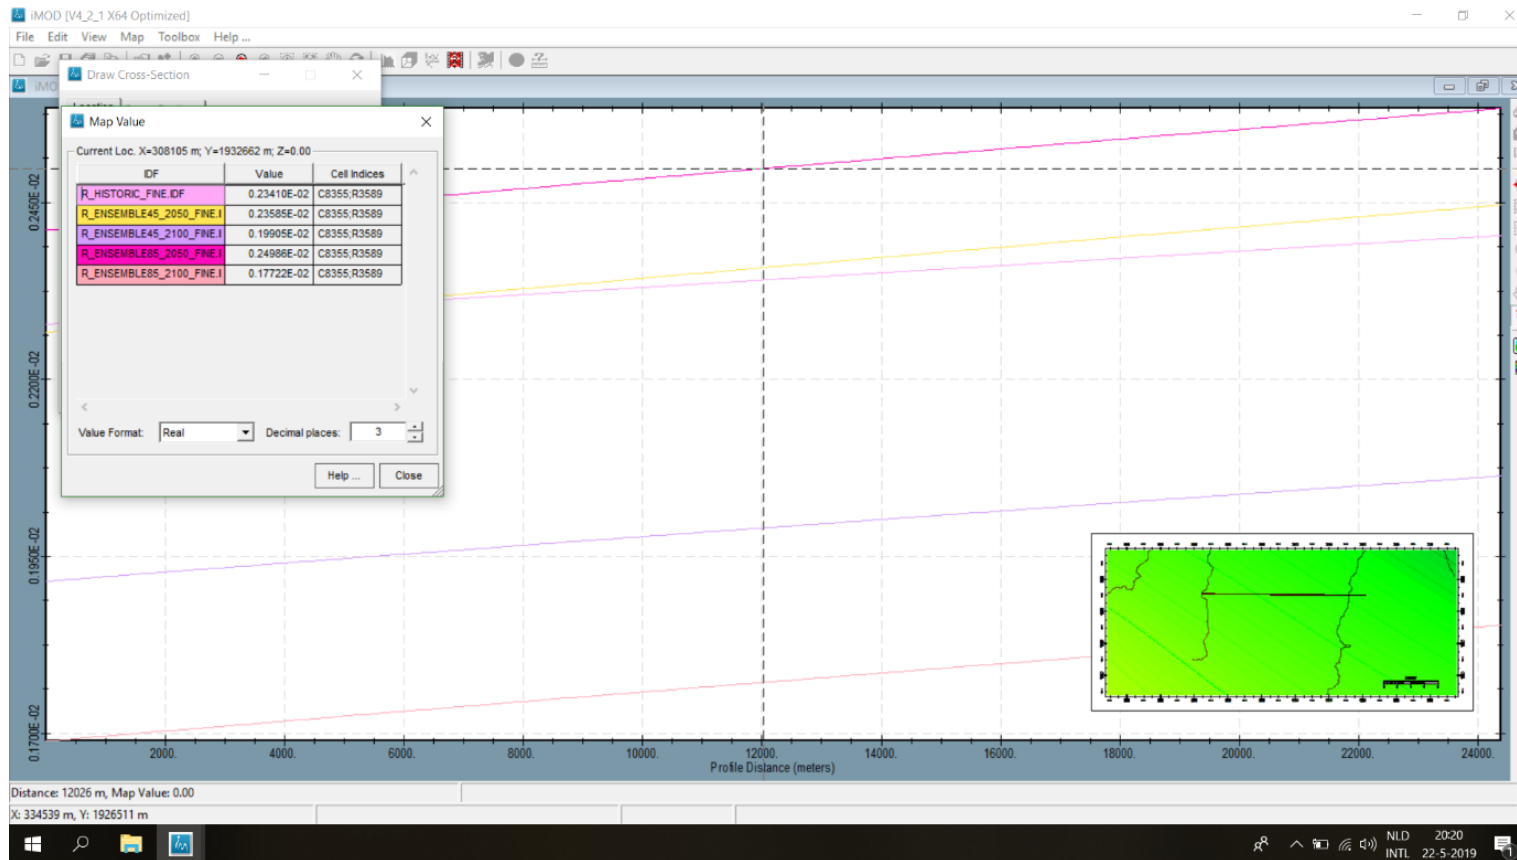 iMOD [V4_2_1 X64 Optimized]
File Edit View Map Toolbox Help ...
Draw Cross-Section
iMO
Map Value
Current Loc. X=308105 m; Y=1932662 m; Z=0.00
IDF Value Cell Indices
R_HISTORIC_FINE.IDF 0.23410E-02 C8355;R3589
R_ENSEMBLE45_2050_FINE.I 0.23585E-02 C8355;R3589
R_ENSEMBLE45_2100_FINE.I 0.19905E-02 C8355;R3589
R_ENSEMBLE85_2050_FINE.I 0.24986E-02 C8355;R3589
R_ENSEMBLE85_2100_FINE.I 0.17722E-02 C8355;R3589
Value Format: Real Decimal places: 3
Help ... Close
0.2450E-02
0.2200E-02
0.1950E-02
0.1700E-02
2000. 4000. 6000. 8000. 10000. 12000. 14000. 16000. 18000. 20000. 22000. 24000.
Profile Distance (meters)
Distance: 12026 m, Map Value: 0.00
X: 334539 m, Y: 1926511 m
NLD 20:20
INTL 22-5-2019
1